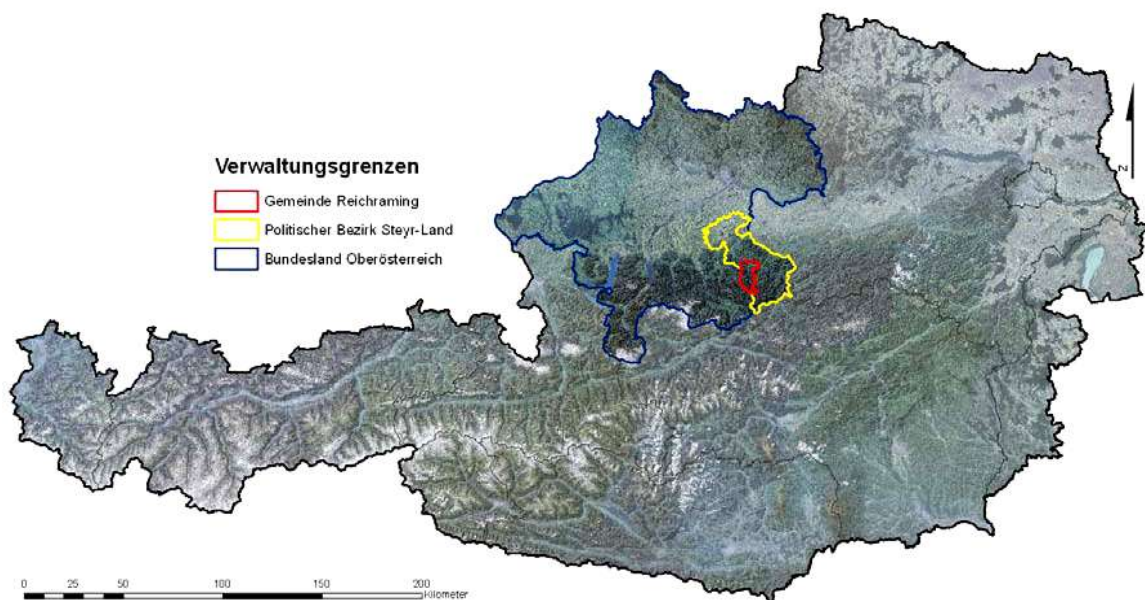 Verwaltungsgrenzen
Gemeinde Reichraming
Politischer Bezirk Steyr-Land
Bundesland Oberösterreich
N
0 25 50 100 150 200
Kilometer